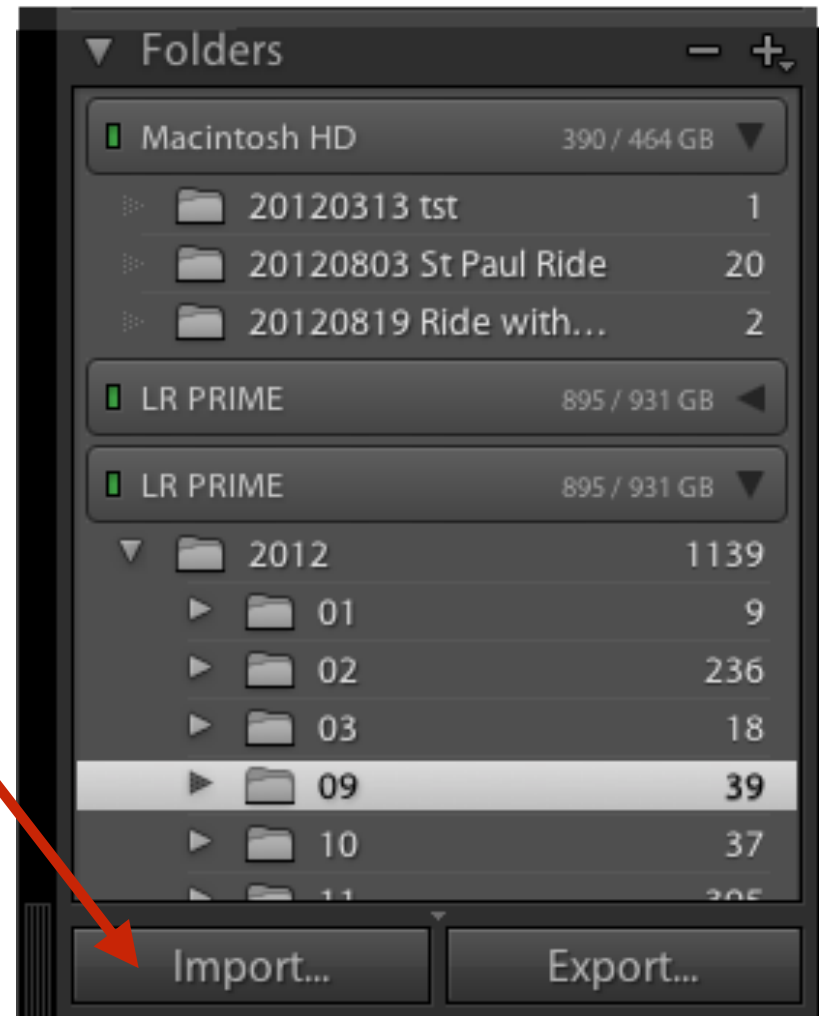 Folders
Macintosh HD 390 / 464 GB
20120313 tst 1
20120803 St Paul Ride 20
20120819 Ride with... 2
LR PRIME 895 / 931 GB
LR PRIME 895 / 931 GB
2012 1139
01 9
02 236
03 18
09 39
10 37
11
Import... Export...